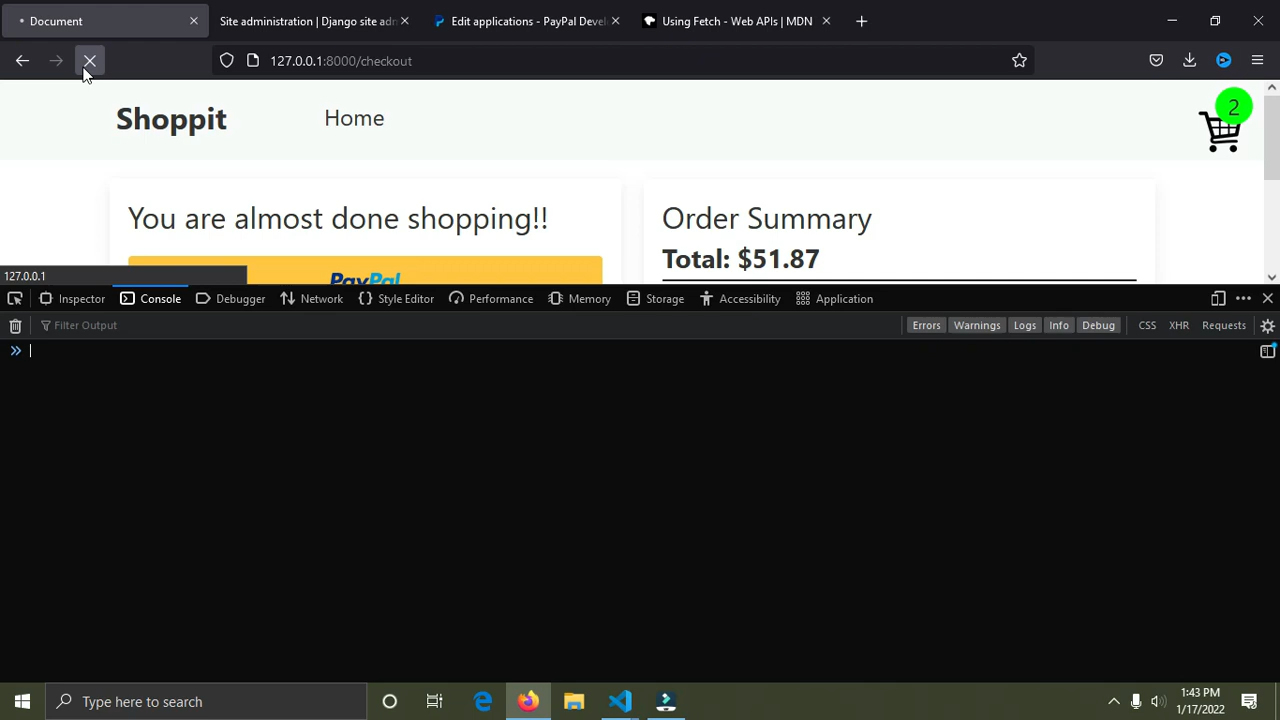 Document
Site administration | Django site adn
Edit applications - PayPal Devel
Using Fetch - Web APIs | MDN
127.0.0.1:8000/checkout
Shoppit
Home
2
You are almost done shopping!!
PayPal
Order Summary
Total: $51.87
127.0.0.1
Inspector
Console
Debugger
Network
Style Editor
Performance
Memory
Storage
Accessibility
Application
Filter Output
Errors
Warnings
Logs
Info
Debug
CSS
XHR
Requests
Type here to search
1:43 PM
1/17/2022